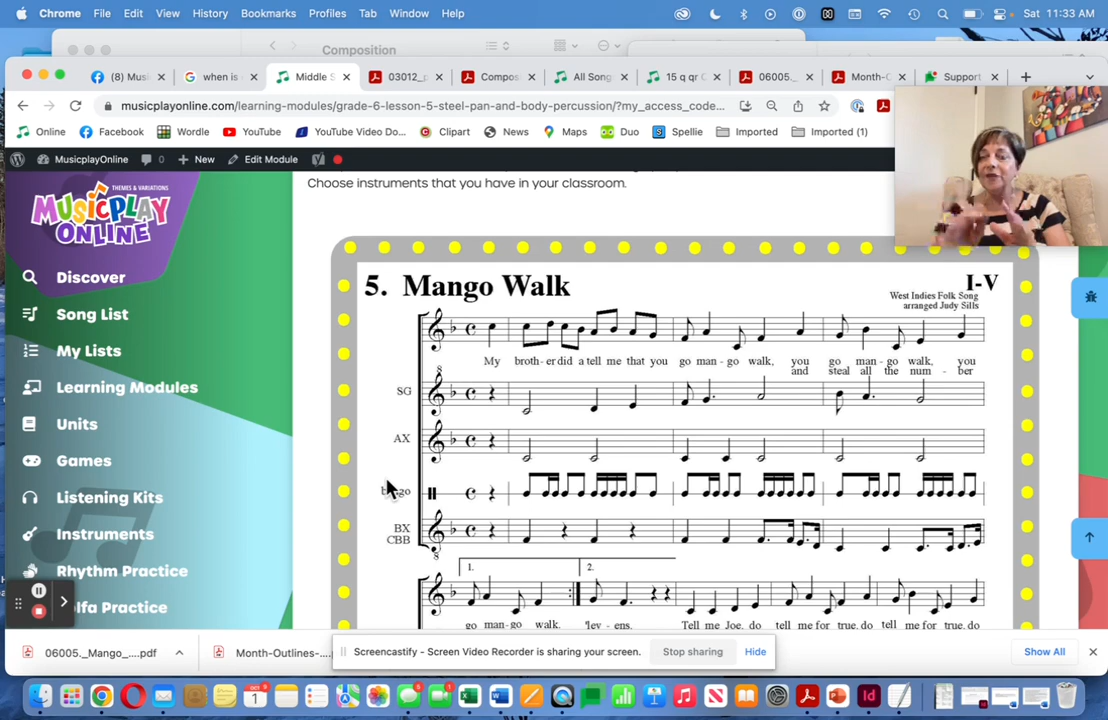 Chrome File Edit View History Bookmarks Profiles Tab Window Help
Sat 11:33 AM
Composition
(8) Mus
when is
Middle S
03012_
Compos
All Song
15 q qr C
06005.
Month-C
Support
musicplayonline.com/learning-modules/grade-6-lesson-5-steel-pan-and-body-percussion/?my_access_code...
Online Facebook Wordle YouTube YouTube Video Do... Clipart News Maps Duo Spellie Imported Imported (1)
MusicplayOnline 0 New Edit Module
Choose instruments that you have in your classroom.
THEMES & VARIATIONS
MUSICPLAY
ONLINE
Discover
Song List
My Lists
Learning Modules
Units
Games
Listening Kits
Instruments
Rhythm Practice
olfa Practice
5. Mango Walk
I-V
West Indies Folk Song
arranged Judy Sills
My broth - er did a tell me that you go man - go walk, you go man - go walk, you
and steal all the num - ber
8
SG
AX
BX
CBB
8
1. 2.
go man-go walk. 'lev - ens. Tell me Joe, do tell me for true, do tell me for true, do
06005._Mango_....pdf
Month-Outlines-....
Screencastify - Screen Video Recorder is sharing your screen.
Stop sharing
Hide
Show All